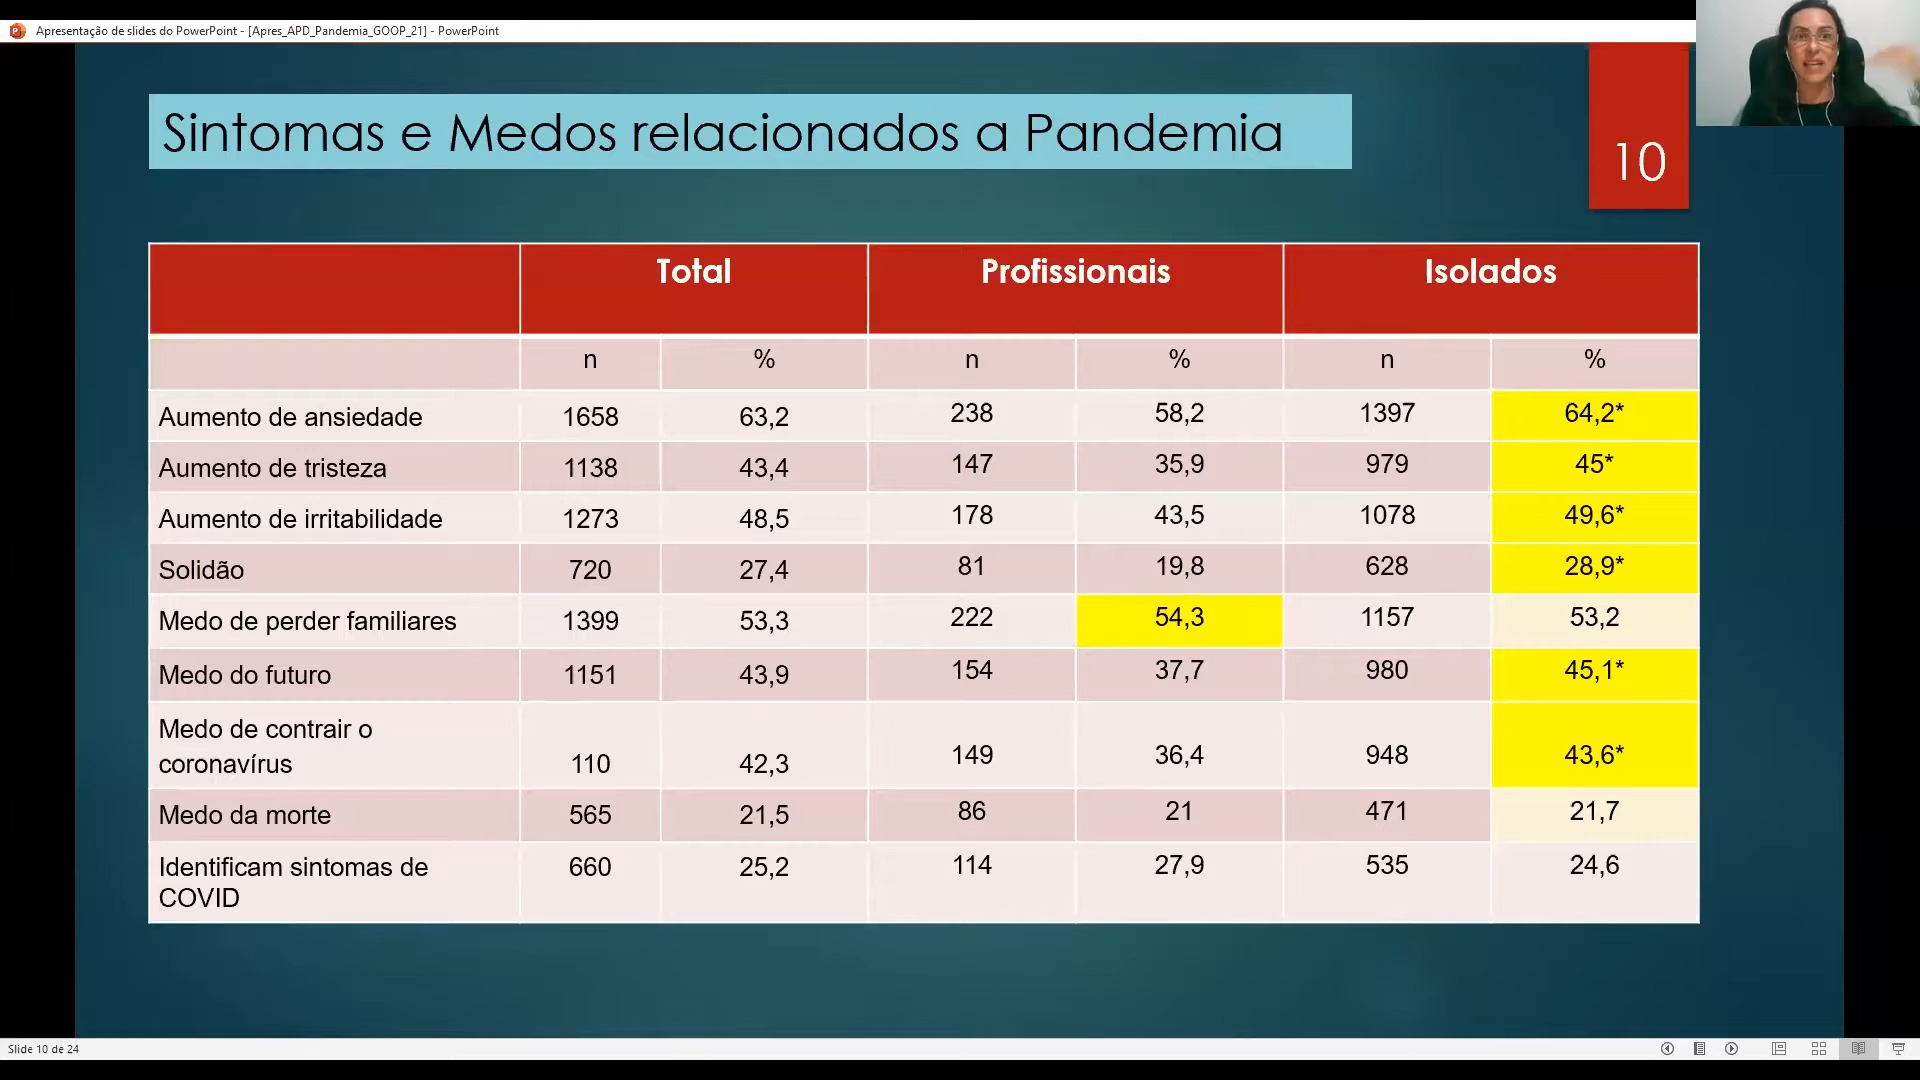 Apresentação de slides do PowerPoint - [Apres_APD_Pandemia_GOOP_21] - PowerPoint
Sintomas e Medos relacionados a Pandemia
10
Total Profissionais Isolados
n % n % n %
Aumento de ansiedade 1658 63,2 238 58,2 1397 64,2*
Aumento de tristeza 1138 43,4 147 35,9 979 45*
Aumento de irritabilidade 1273 48,5 178 43,5 1078 49,6*
Solidão 720 27,4 81 19,8 628 28,9*
Medo de perder familiares 1399 53,3 222 54,3 1157 53,2
Medo do futuro 1151 43,9 154 37,7 980 45,1*
Medo de contrair o
coronavírus 110 42,3 149 36,4 948 43,6*
Medo da morte 565 21,5 86 21 471 21,7
Identificam sintomas de 660 25,2 114 27,9 535 24,6
COVID
Slide 10 de 24